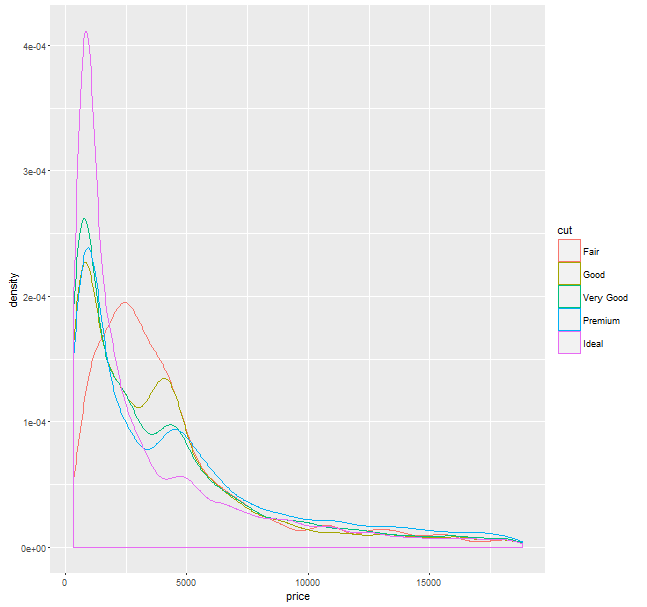 4e-04
3e-04
2e-04
1e-04
0e+00
density
0
5000
10000
15000
price
cut
Fair
Good
Very Good
Premium
Ideal